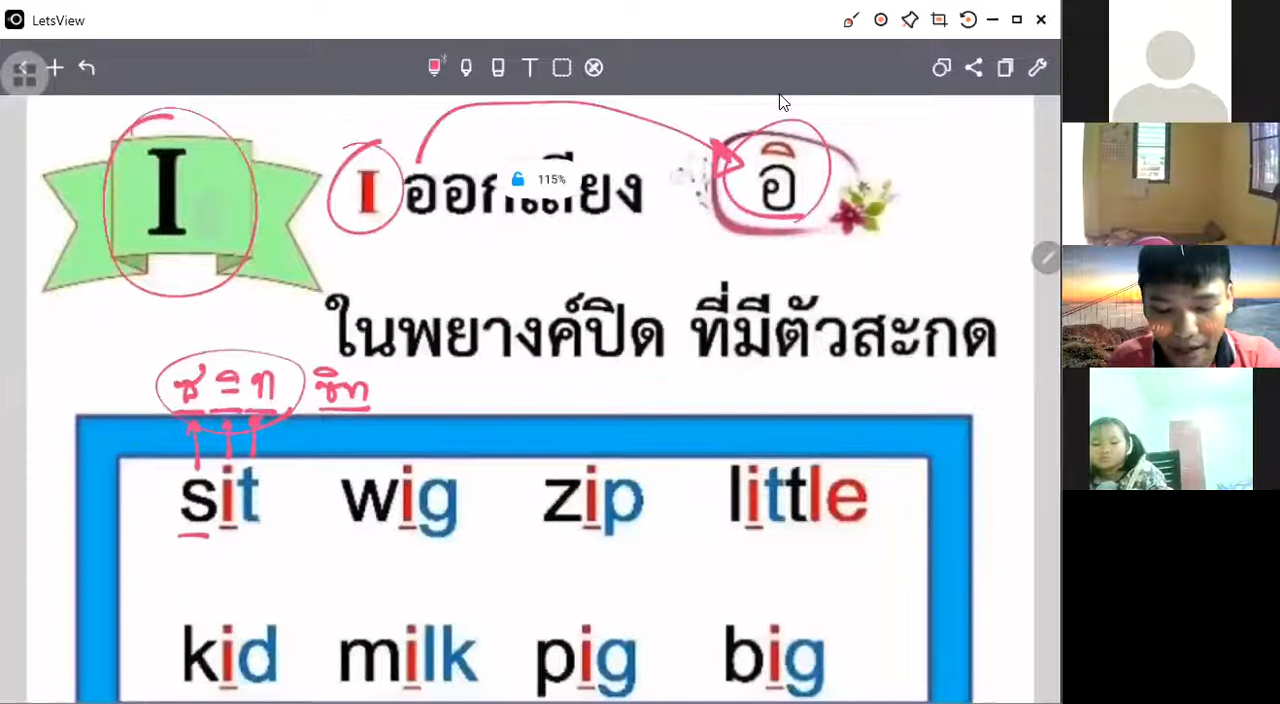 LetsView
I I ออกเสียง อิ
115%
ในพยางค์ปิด ที่มีตัวสะกด
ซ ิ ท ซิท
sit wig zip little
kid milk pig big